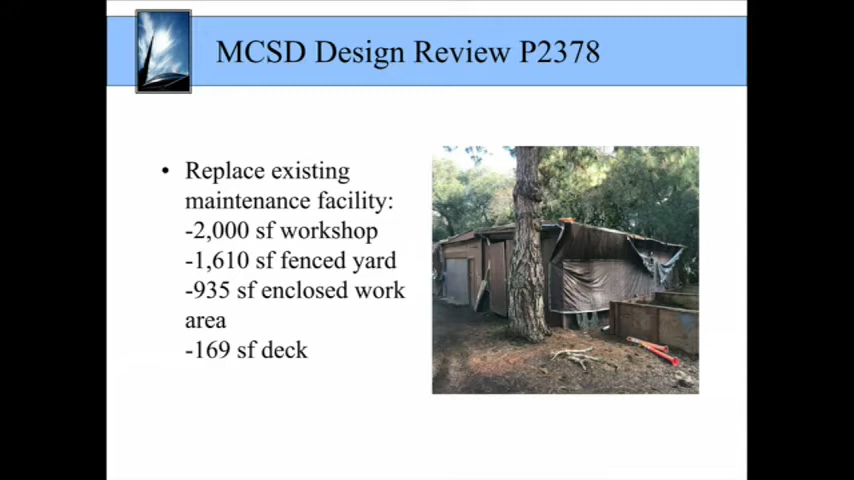 MCSD Design Review P2378
• Replace existing
maintenance facility:
-2,000 sf workshop
-1,610 sf fenced yard
-935 sf enclosed work
area
-169 sf deck